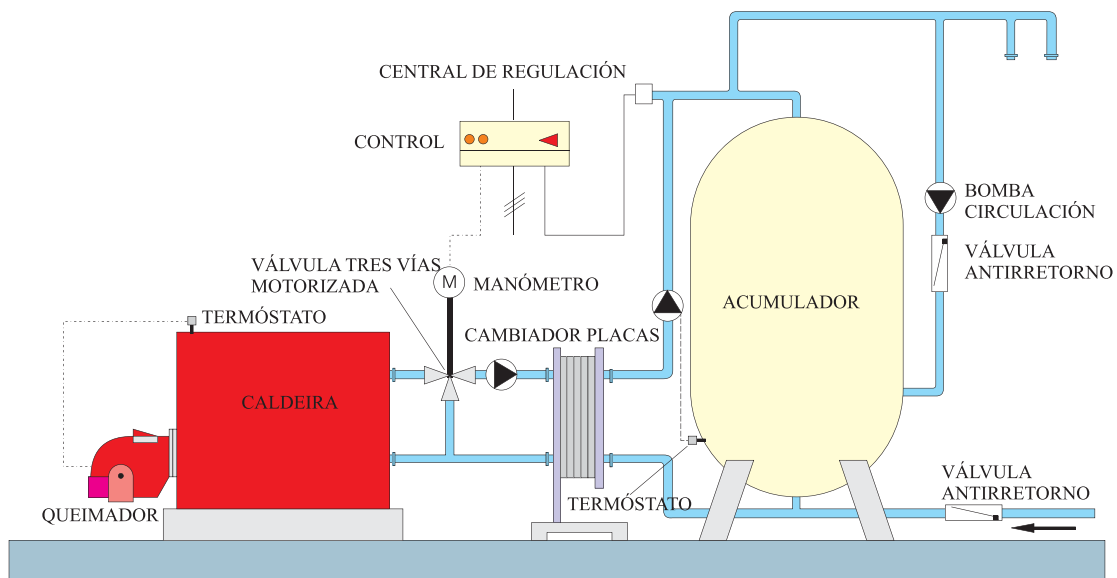 CENTRAL DE REGULACIÓN
CONTROL
BOMBA
CIRCULACIÓN
VÁLVULA
ANTIRRETORNO
VÁLVULA TRES VÍAS
MOTORIZADA
M
MANÓMETRO
ACUMULADOR
TERMÓSTATO
CAMBIADOR PLACAS
CALDEIRA
QUEIMADOR
TERMÓSTATO
VÁLVULA
ANTIRRETORNO